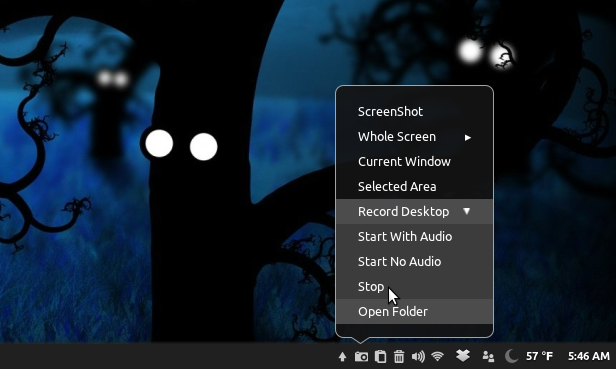 ScreenShot
Whole Screen
Current Window
Selected Area
Record Desktop
Start With Audio
Start No Audio
Stop
Open Folder
57 °F 5:46 AM